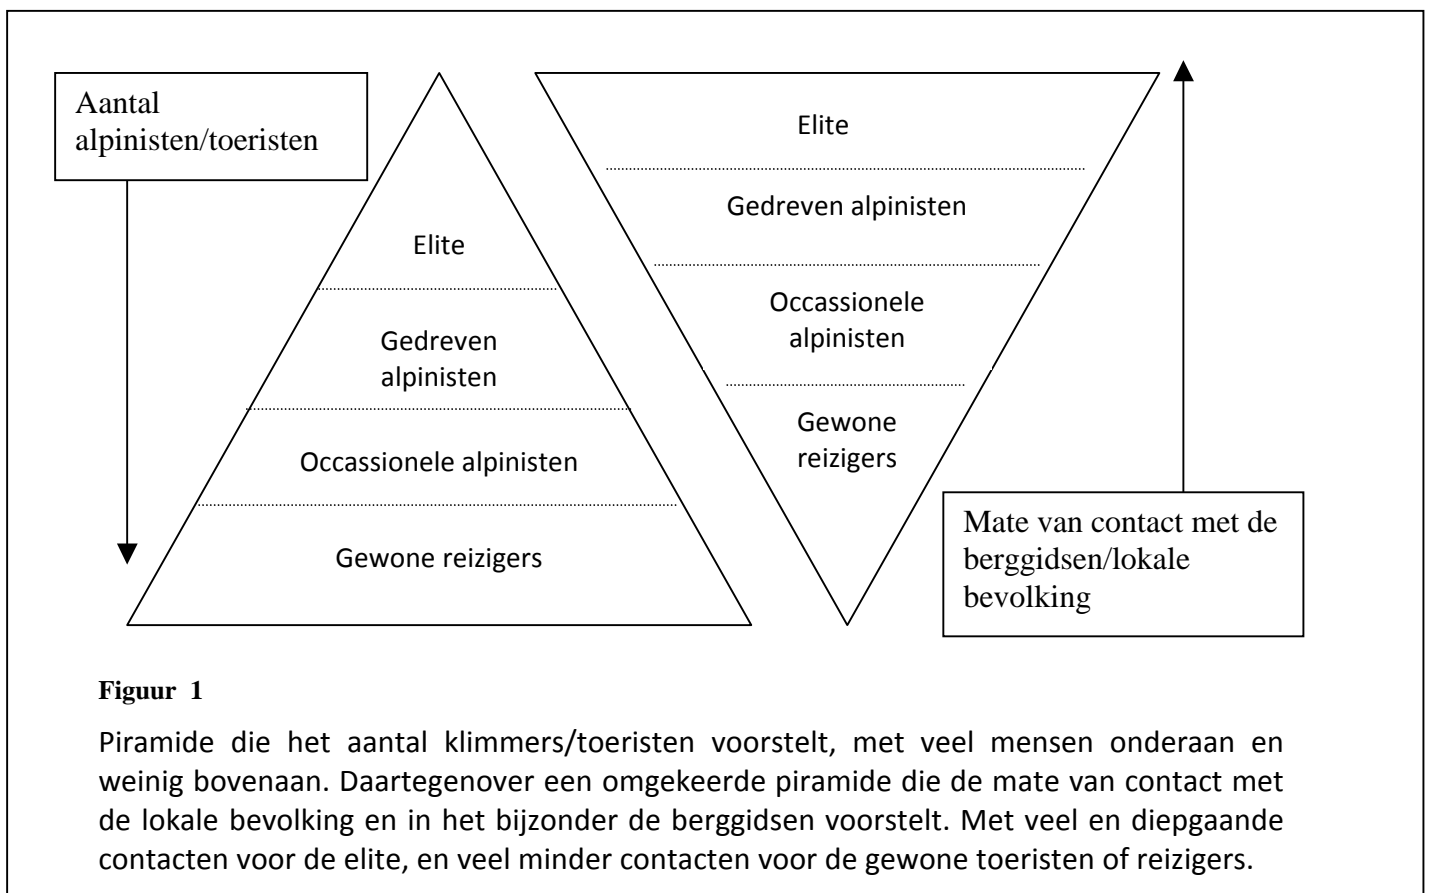 Aantal
alpinisten/toeristen
Elite
Gedreven
alpinisten
Occassionele alpinisten
Gewone reizigers
Elite
Gedreven alpinisten
Occassionele
alpinisten
Gewone
reizigers
Mate van contact met de
berggidsen/lokale
bevolking
Figuur 1
Piramide die het aantal klimmers/toeristen voorstelt, met veel mensen onderaan en
weinig bovenaan. Daartegenover een omgekeerde piramide die de mate van contact met
de lokale bevolking en in het bijzonder de berggidsen voorstelt. Met veel en diepgaande
contacten voor de elite, en veel minder contacten voor de gewone toeristen of reizigers.